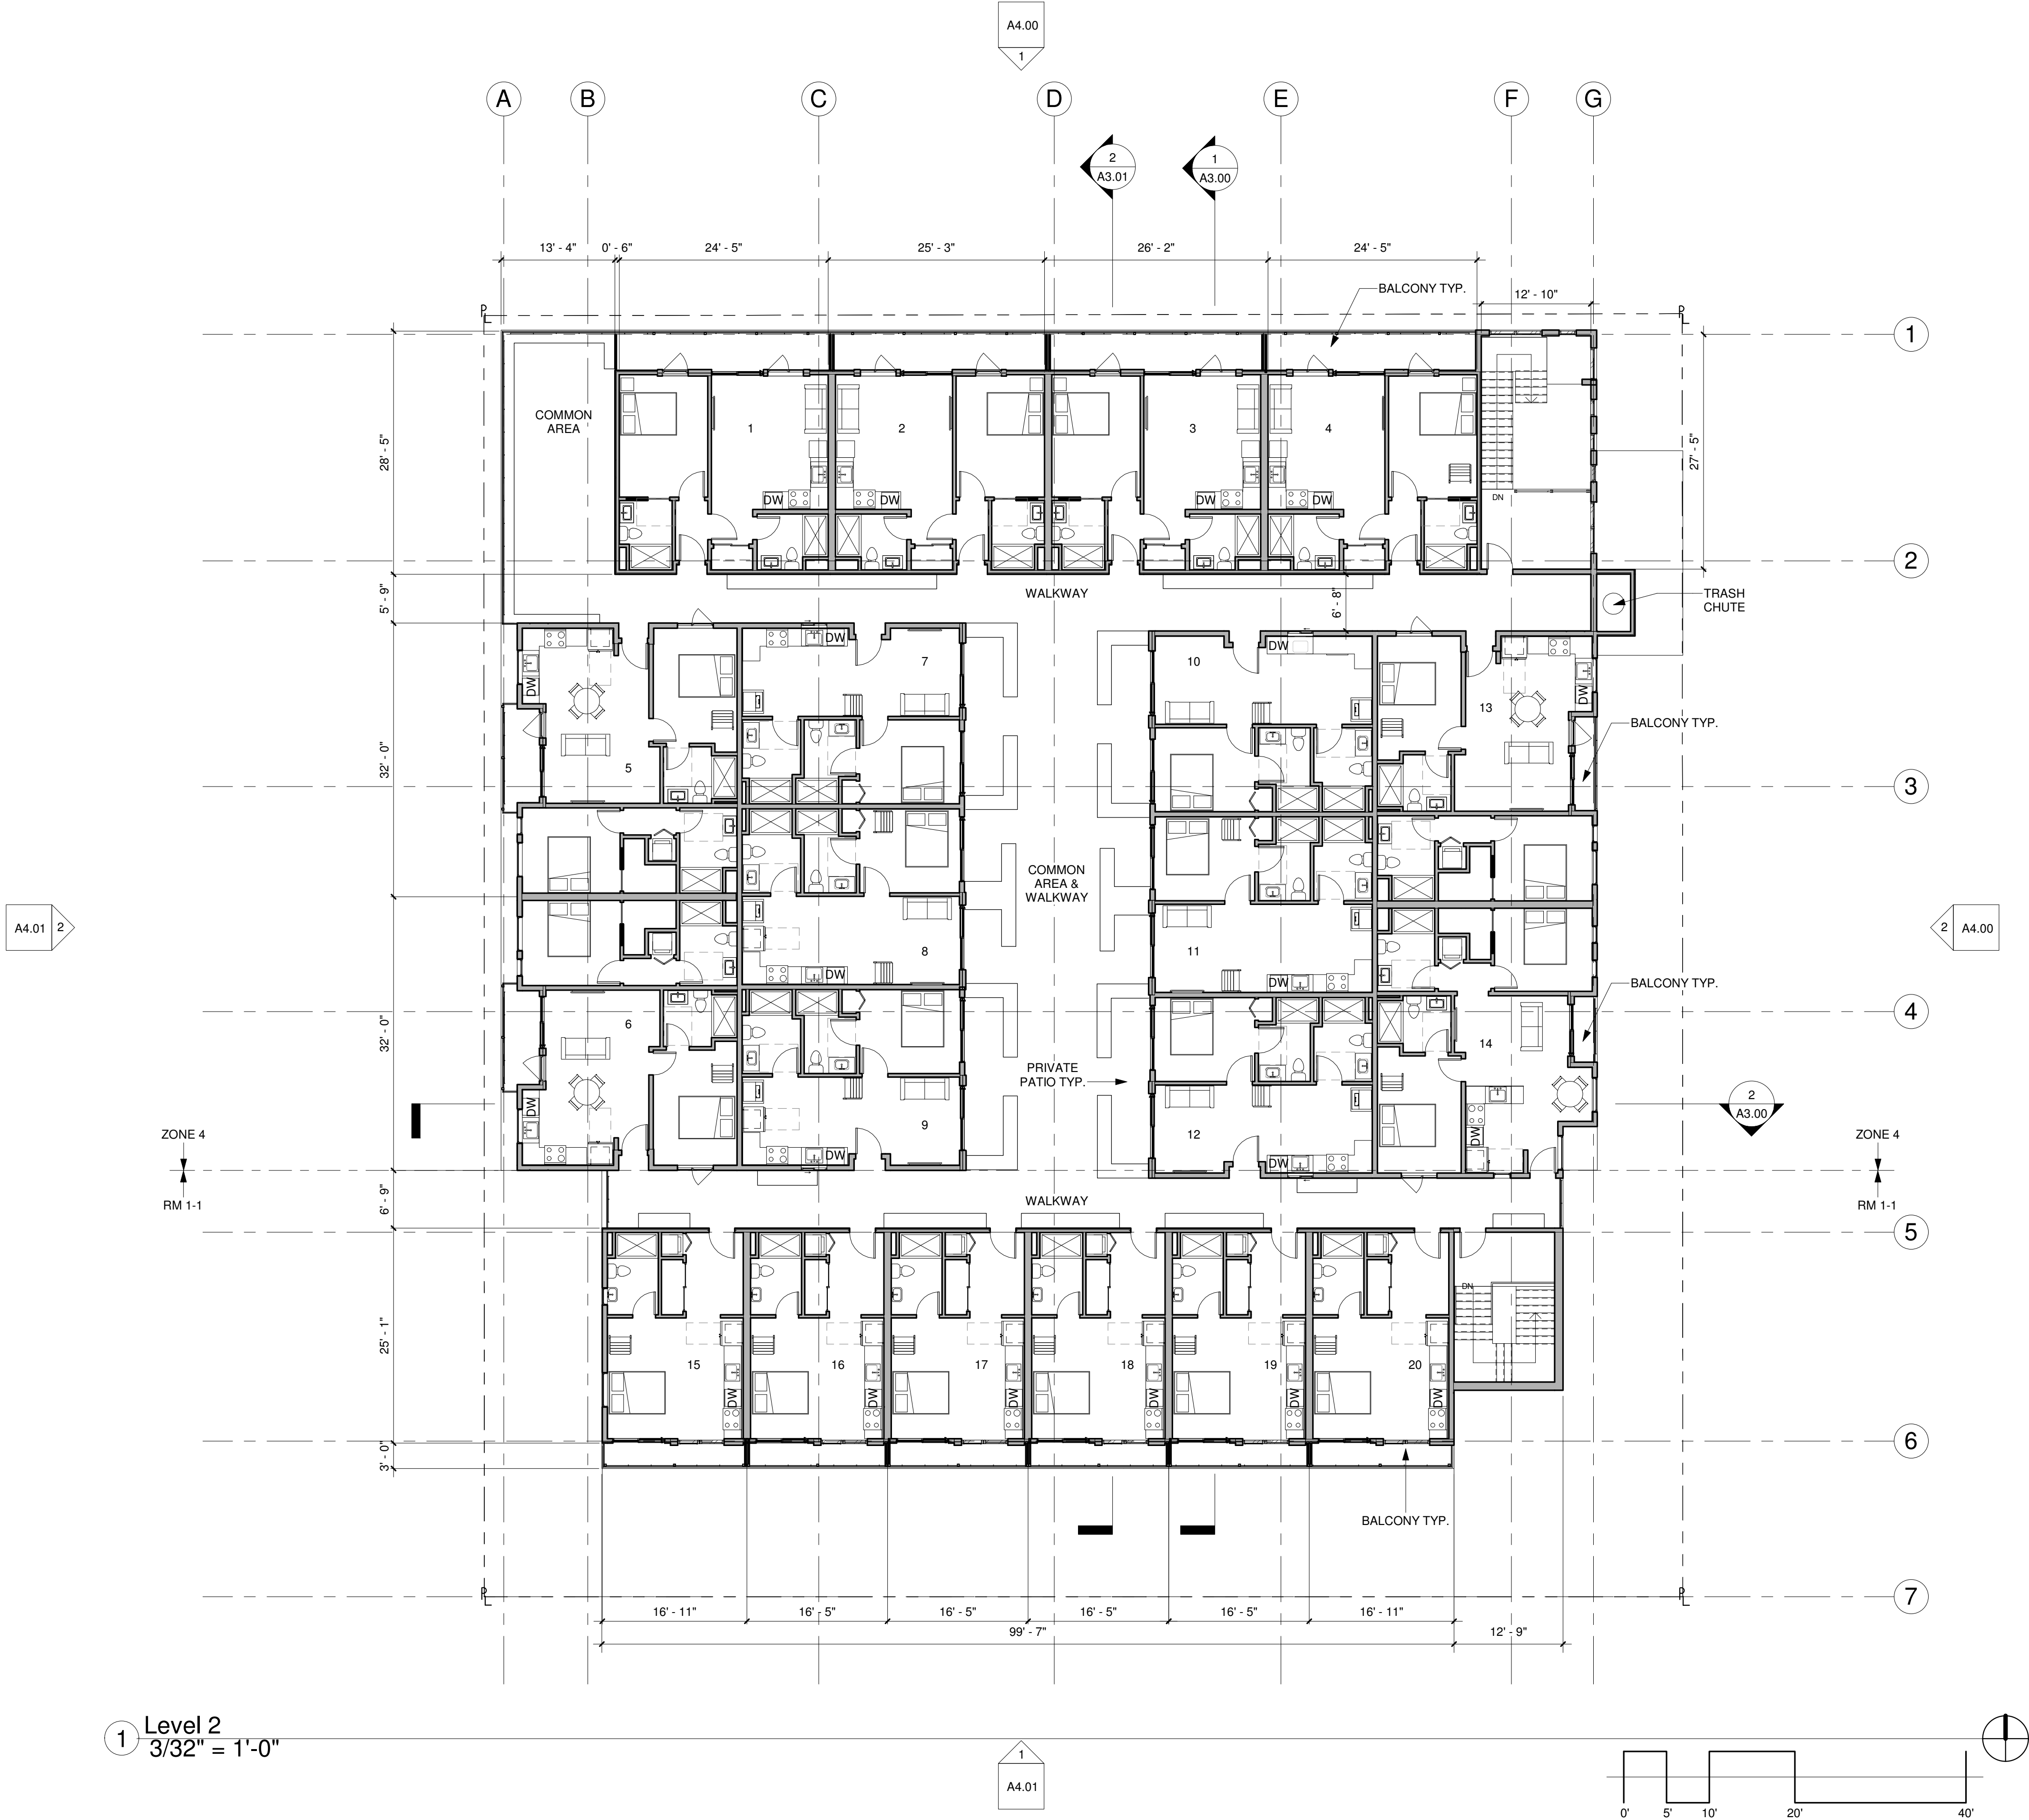 A4.00
1
A
B
C
D
E
F
G
2
A3.01
1
A3.00
13' - 4"
0' - 6"
24' - 5"
25' - 3"
26' - 2"
24' - 5"
BALCONY TYP.
12' - 10"
PL
PL
1
COMMON
AREA
1
2
3
4
28' - 5"
27' - 5"
DW
DW
DW
DW
DN
2
5' - 9"
WALKWAY
6' - 8"
TRASH
CHUTE
DW
DW
7
10
DW
DW
13
BALCONY TYP.
32' - 0"
5
3
COMMON
AREA &
WALKWAY
A4.01
2
2
A4.00
8
11
DW
DW
BALCONY TYP.
4
32' - 0"
6
14
PRIVATE
PATIO TYP.
DW
9
DW
12
DW
DW
2
A3.00
ZONE 4
ZONE 4
RM 1-1
RM 1-1
6' - 9"
WALKWAY
5
DN
25' - 1"
15
16
17
18
19
20
DW
DW
DW
DW
DW
DW
6
3' - 0"
BALCONY TYP.
PL
PL
7
16' - 11"
16' - 5"
16' - 5"
16' - 5"
16' - 5"
16' - 11"
99' - 7"
12' - 9"
1
Level 2
3/32" = 1'-0"
1
A4.01
0'
5'
10'
20'
40'